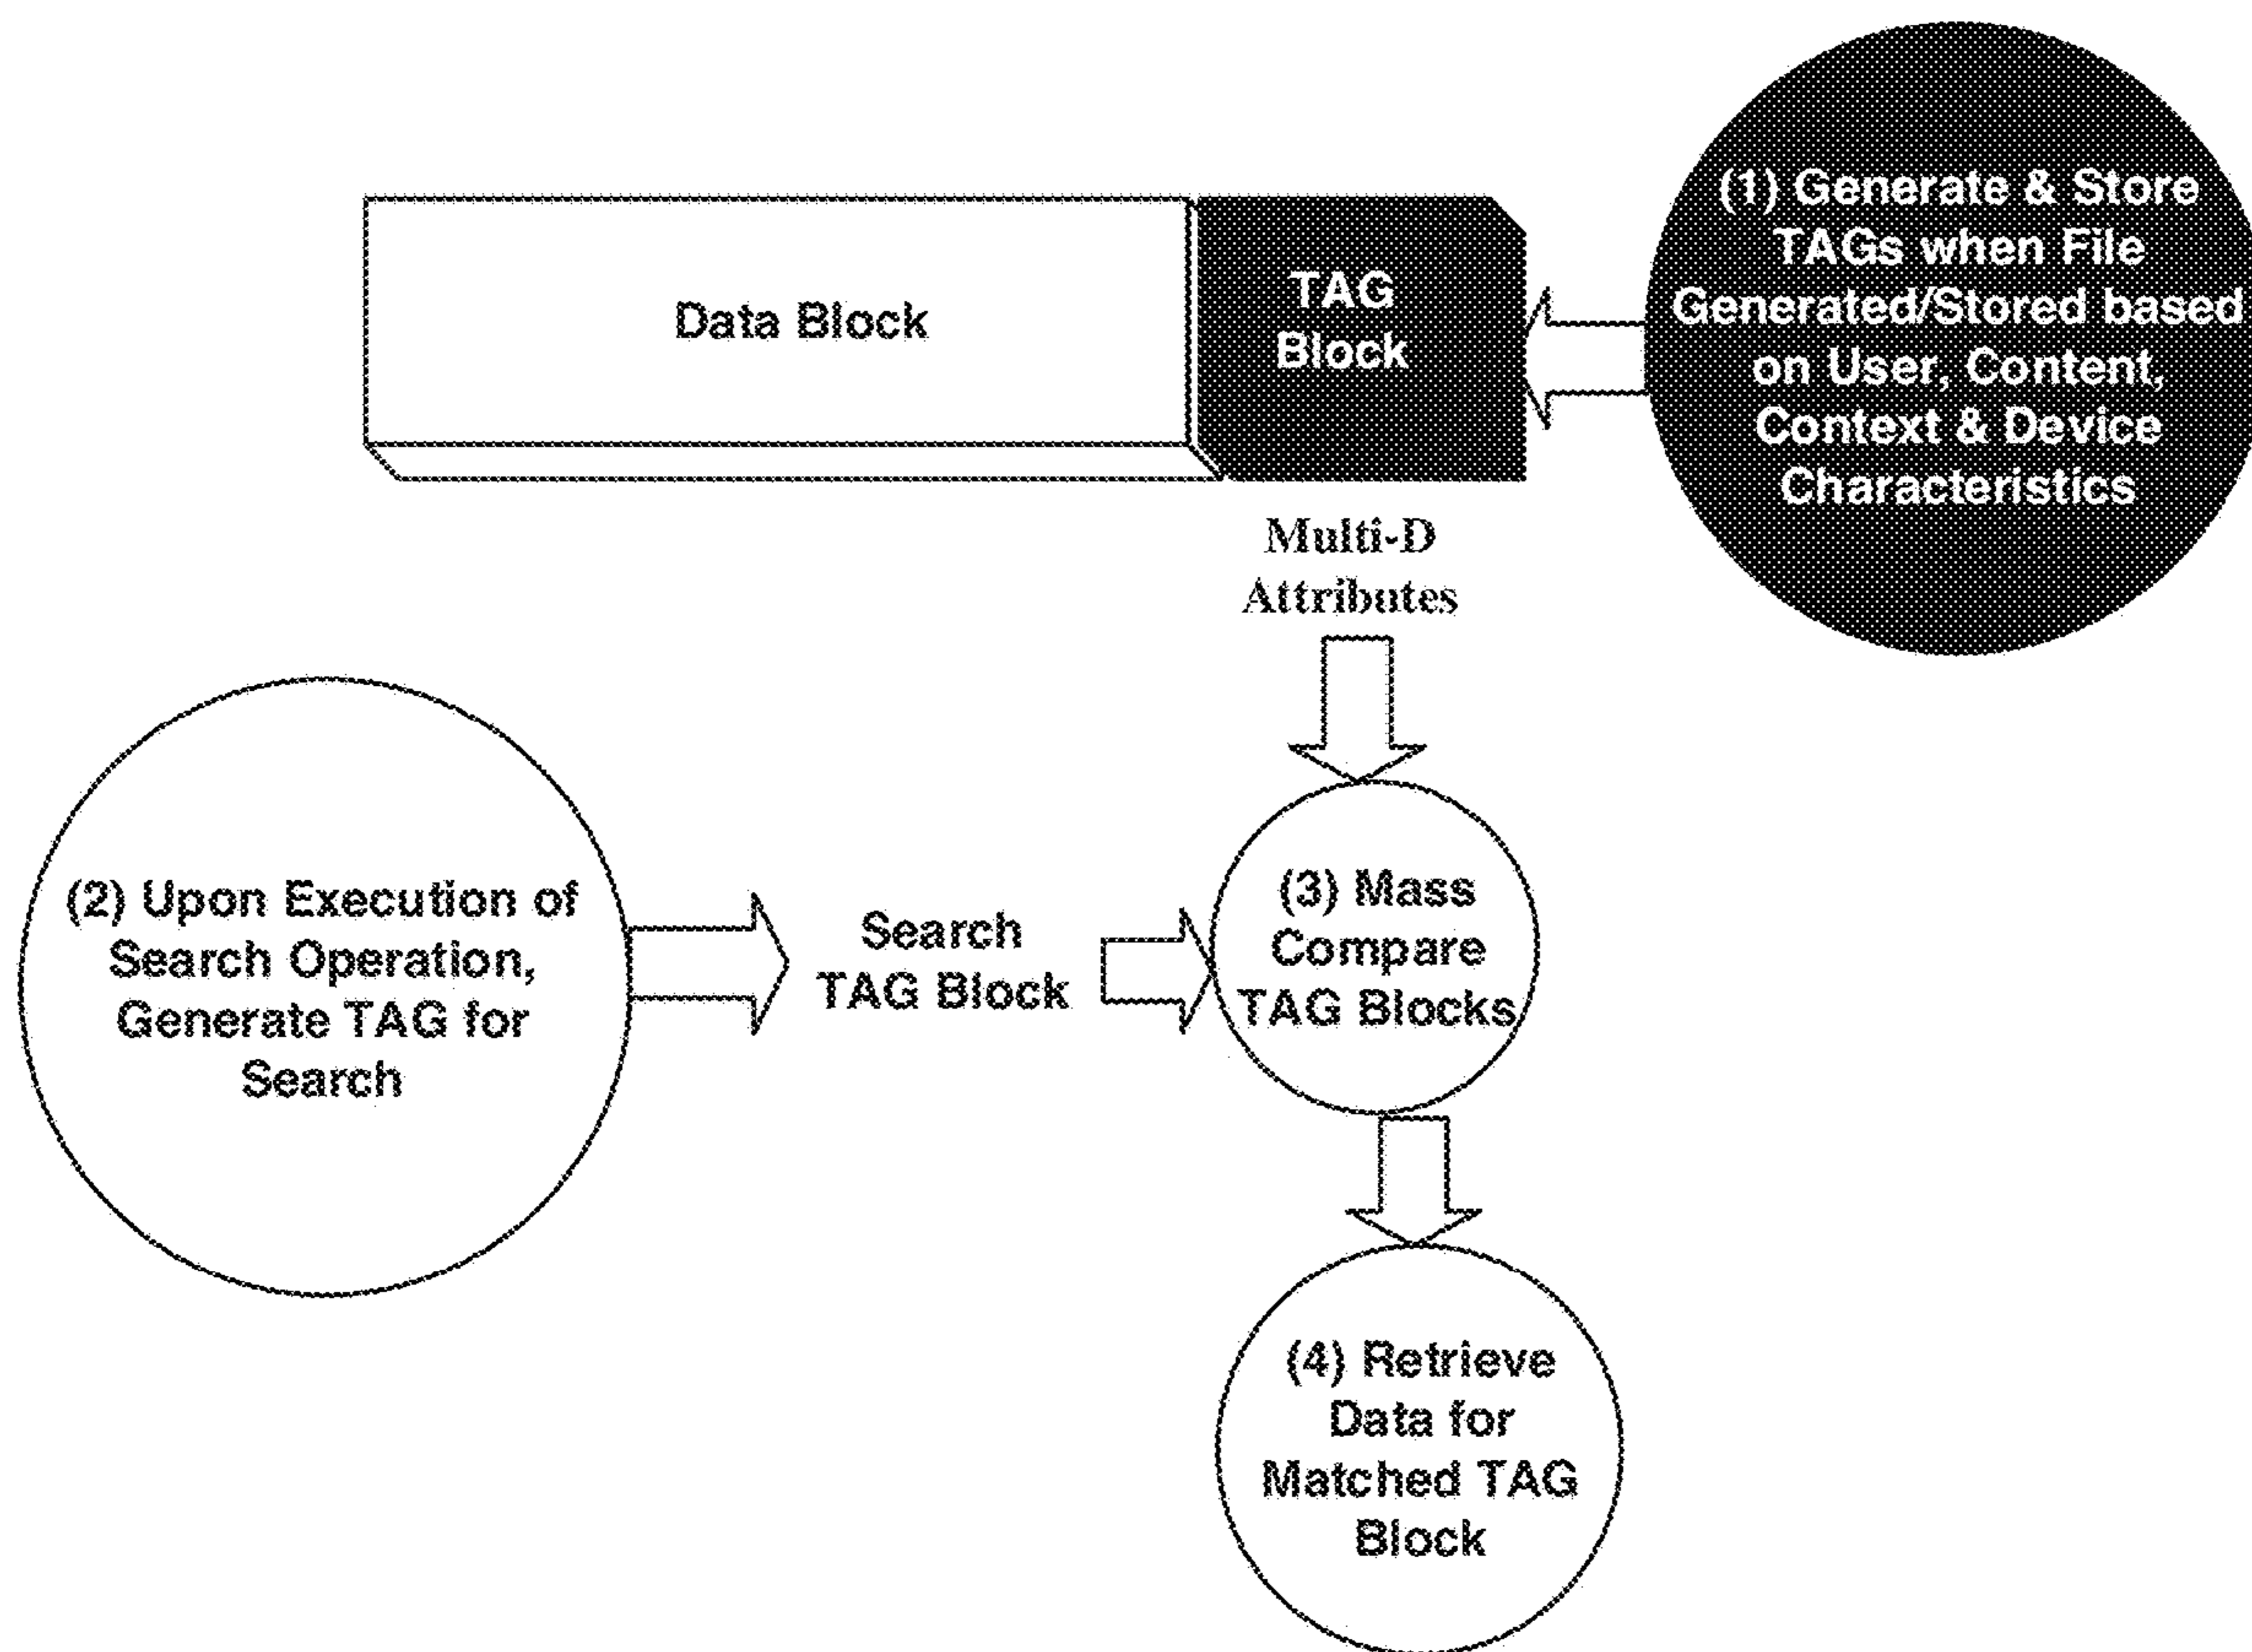 (1) Generate & Store
TAGs when File
Generated/Stored based
on User, Content,
Context & Device
Characteristics
Data Block
TAG
Block
Multi-D
Attributes
(2) Upon Execution of
Search Operation,
Generate TAG for
Search
Search
TAG Block
(3) Mass
Compare
TAG Blocks
(4) Retrieve
Data for
Matched TAG
Block